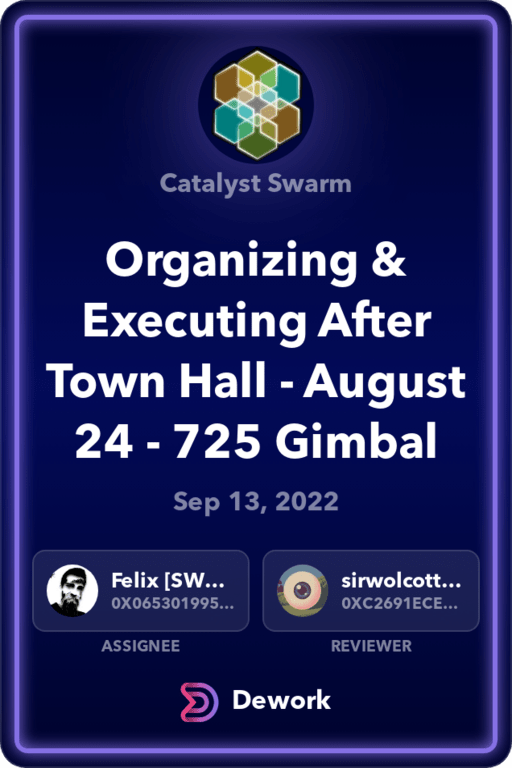 Catalyst Swarm
Organizing &
Executing After
Town Hall - August
24 - 725 Gimbal
Sep 13, 2022
Felix [SW...
0X065301995...
ASSIGNEE
sirwolcott...
0XC2691ECE...
REVIEWER
Dework